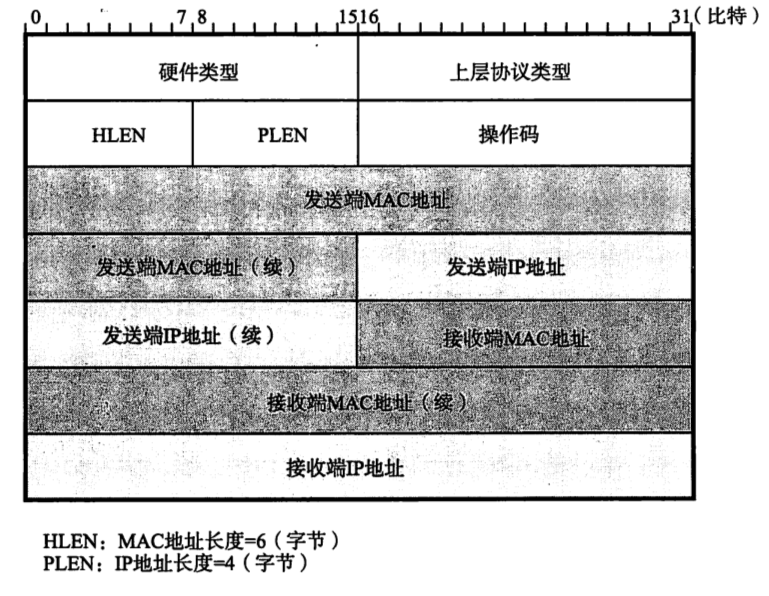 0 7 8 1516 31（比特）
硬件类型 上层协议类型
HLEN PLEN 操作码
发送端MAC地址
发送端MAC地址（续） 发送端IP地址
发送端IP地址（续） 接收端MAC地址
接收端MAC地址（续）
接收端IP地址
HLEN：MAC地址长度=6（字节）
PLEN：IP地址长度=4（字节）